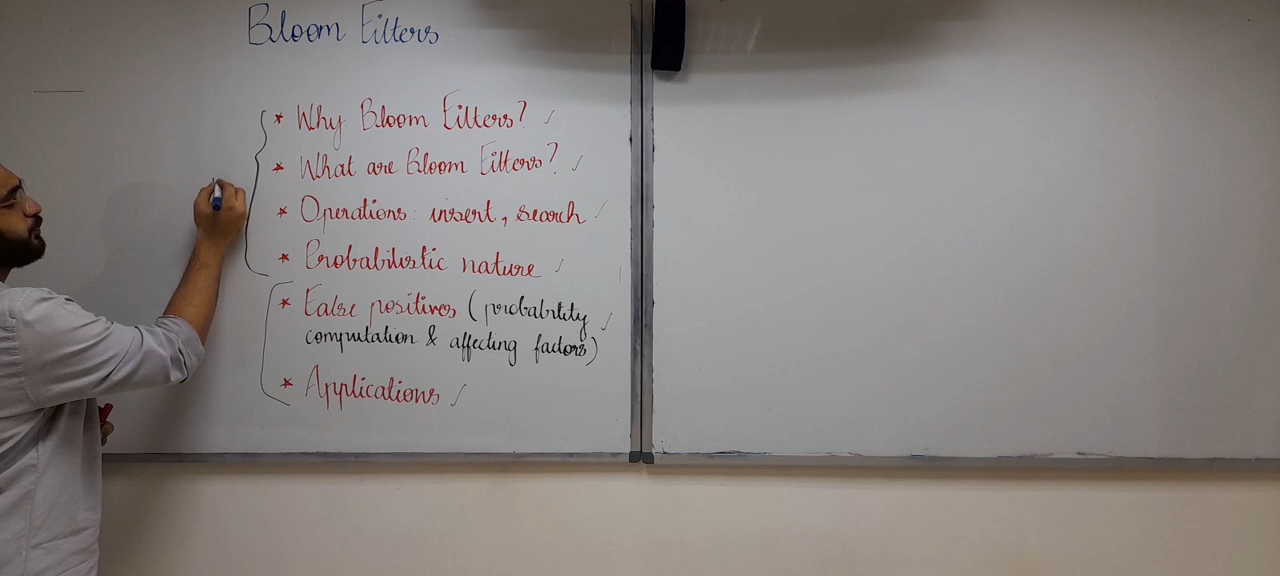 Bloom Filters
* Why Bloom Filters? ✓
* What are Bloom Filters? ✓
* Operations: insert, search ✓
* Probabilistic nature ✓
* False positives (probability ✓
computation & affecting factors)
* Applications ✓